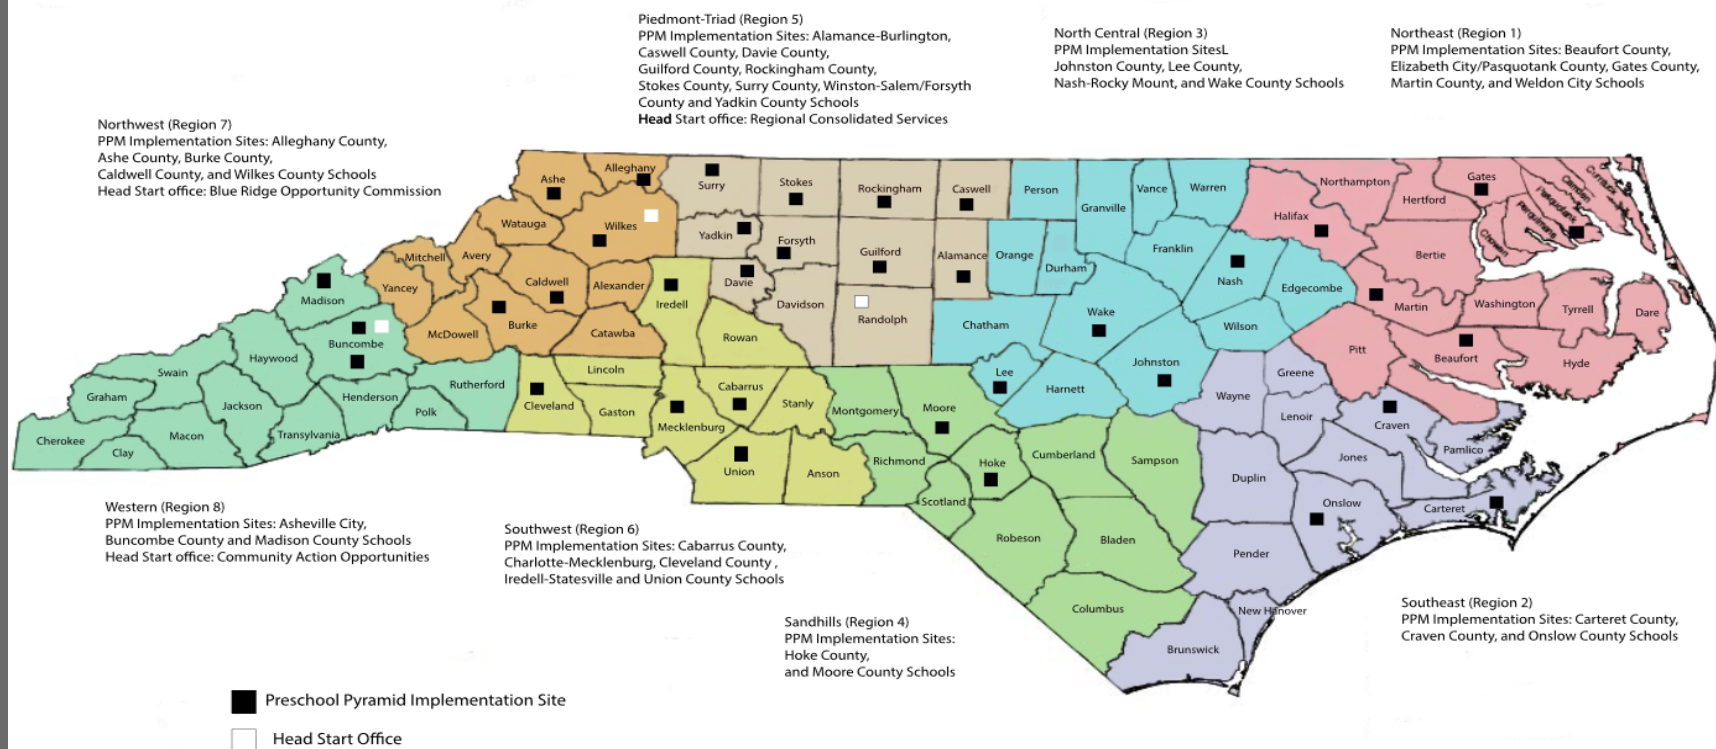 Piedmont-Triad (Region 5)
PPM Implementation Sites: Alamance-Burlington,
Caswell County, Davie County,
Guilford County, Rockingham County,
Stokes County, Surry County, Winston-Salem/Forsyth
County and Yadkin County Schools
Head Start office: Regional Consolidated Services
North Central (Region 3)
PPM Implementation SitesL
Johnston County, Lee County,
Nash-Rocky Mount, and Wake County Schools
Northeast (Region 1)
PPM Implementation Sites: Beaufort County,
Elizabeth City/Pasquotank County, Gates County,
Martin County, and Weldon City Schools
Northwest (Region 7)
PPM Implementation Sites: Alleghany County,
Ashe County, Burke County,
Caldwell County, and Wilkes County Schools
Head Start office: Blue Ridge Opportunity Commission
Ashe
Alleghany
Surry
Stokes
Rockingham
Caswell
Person
Granville
Vance
Warren
Northampton
Gates
Hertford
Camden
Currituck
Pasquotank
Perquimans
Chowan
Halifax
Bertie
Watauga
Wilkes
Yadkin
Forsyth
Guilford
Alamance
Orange
Durham
Franklin
Nash
Edgecombe
Martin
Washington
Tyrrell
Dare
Mitchell
Avery
Yancey
Caldwell
Alexander
Iredell
Davie
Davidson
Randolph
Chatham
Wake
Wilson
Pitt
Beaufort
Hyde
Madison
Buncombe
McDowell
Burke
Catawba
Rowan
Lee
Harnett
Johnston
Greene
Wayne
Lenoir
Craven
Pamlico
Swain
Haywood
Graham
Jackson
Henderson
Polk
Rutherford
Cleveland
Lincoln
Gaston
Mecklenburg
Cabarrus
Stanly
Montgomery
Moore
Cherokee
Clay
Macon
Transylvania
Union
Anson
Richmond
Hoke
Scotland
Cumberland
Sampson
Duplin
Jones
Onslow
Carteret
Robeson
Bladen
Pender
Columbus
New Hanover
Brunswick
Western (Region 8)
PPM Implementation Sites: Asheville City,
Buncombe County and Madison County Schools
Head Start office: Community Action Opportunities
Southwest (Region 6)
PPM Implementation Sites: Cabarrus County,
Charlotte-Mecklenburg, Cleveland County ,
Iredell-Statesville and Union County Schools
Sandhills (Region 4)
PPM Implementation Sites:
Hoke County,
and Moore County Schools
Southeast (Region 2)
PPM Implementation Sites: Carteret County,
Craven County, and Onslow County Schools
Preschool Pyramid Implementation Site
Head Start Office